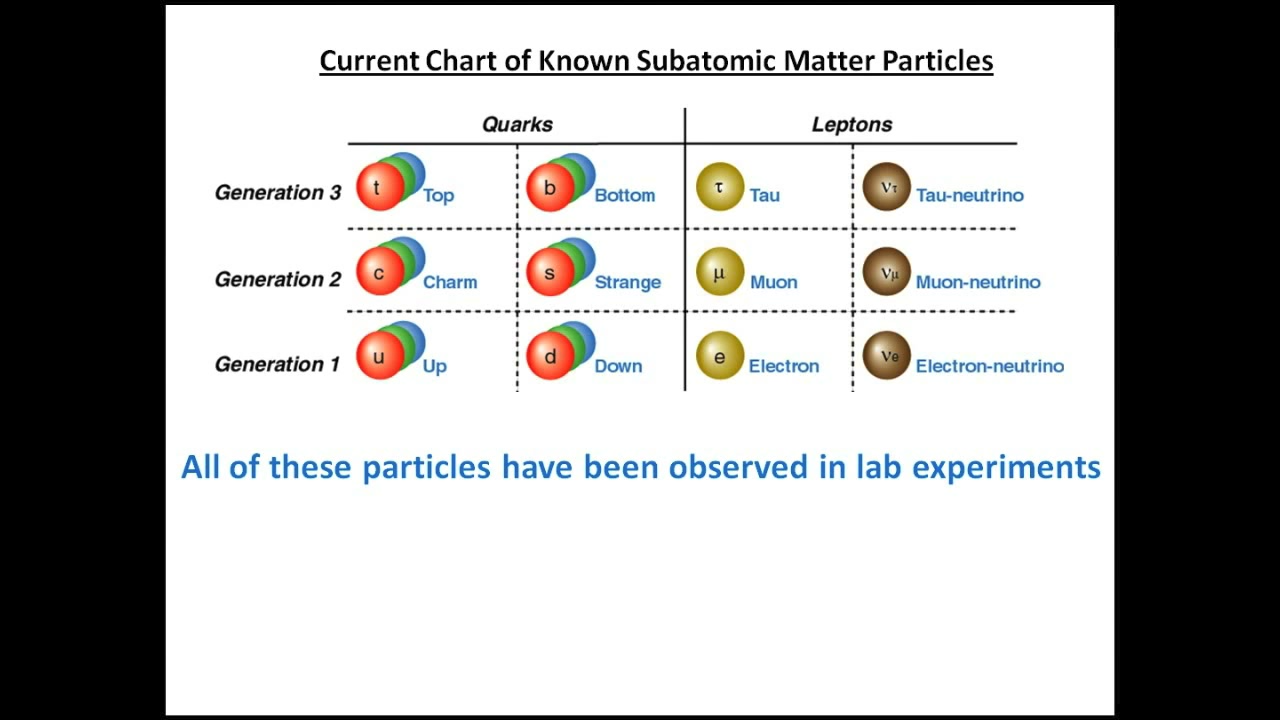 Current Chart of Known Subatomic Matter Particles
Quarks Leptons
Generation 3 t Top b Bottom τ Tau ντ Tau-neutrino
Generation 2 c Charm s Strange μ Muon νμ Muon-neutrino
Generation 1 u Up d Down e Electron νe Electron-neutrino
All of these particles have been observed in lab experiments